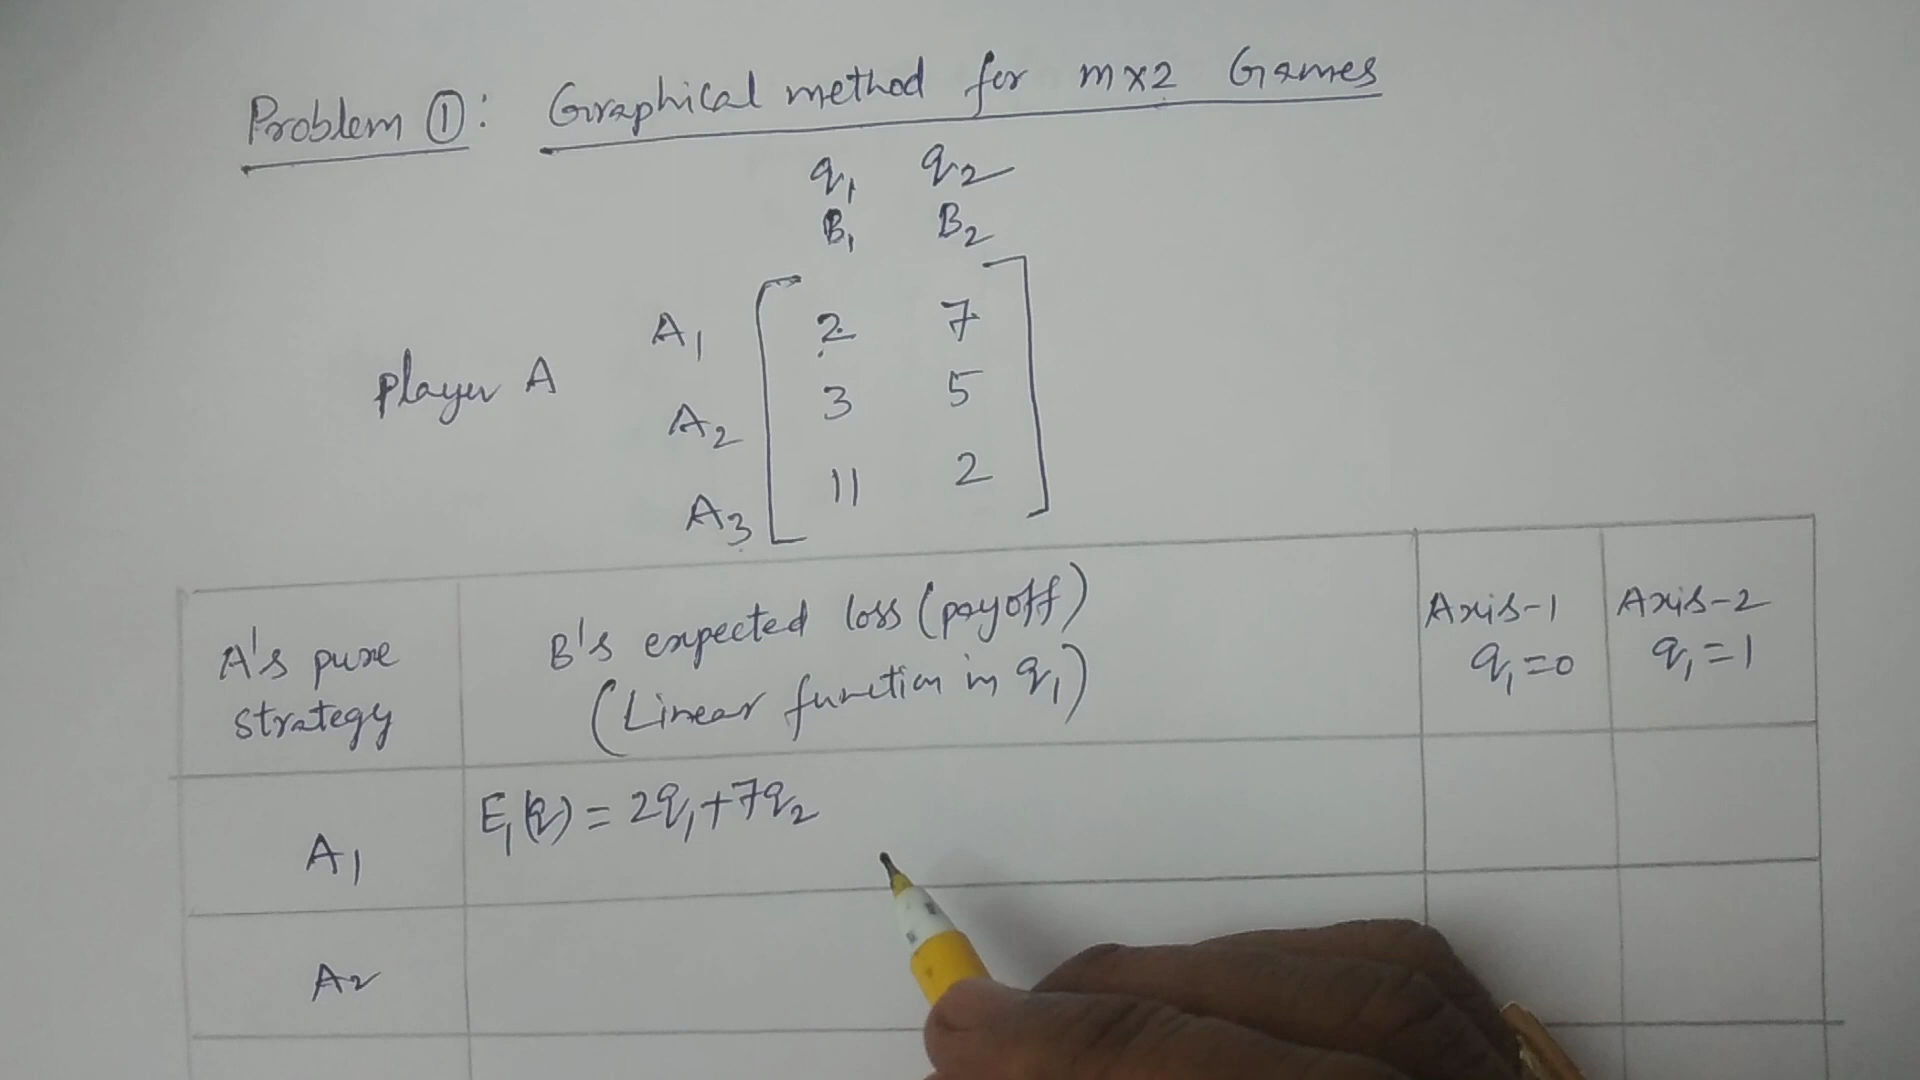 Problem ①: Graphical method for m×2 Games
q₁ q₂
B₁ B₂
A₁ 2 7
Player A
A₂ 3 5
A₃ 11 2
A's pure strategy
B's expected loss (payoff)
(Linear function in q₁)
Axis-1
q₁=0
Axis-2
q₁=1
A₁
E₁(q) = 2q₁+7q₂
A₂